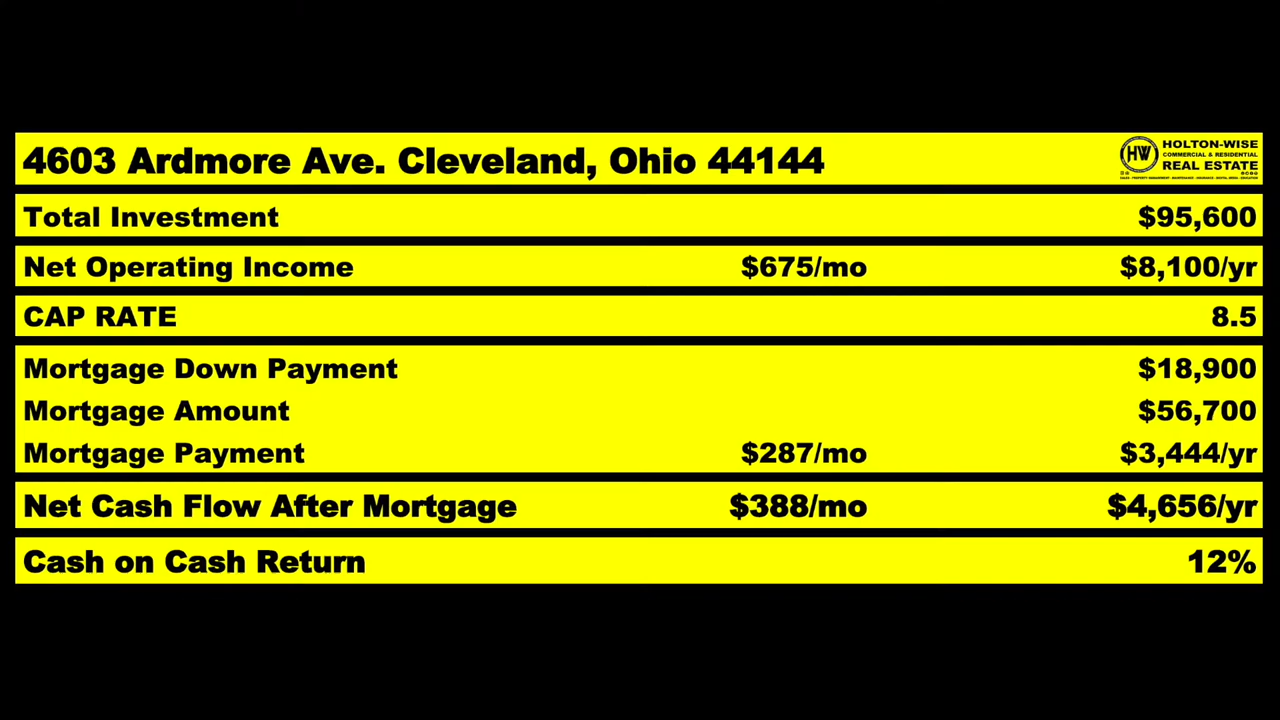 4603 Ardmore Ave. Cleveland, Ohio 44144
HW
HOLTON-WISE
COMMERCIAL & RESIDENTIAL
REAL ESTATE
Total Investment $95,600
Net Operating Income $675/mo $8,100/yr
CAP RATE 8.5
Mortgage Down Payment $18,900
Mortgage Amount $56,700
Mortgage Payment $287/mo $3,444/yr
Net Cash Flow After Mortgage $388/mo $4,656/yr
Cash on Cash Return 12%